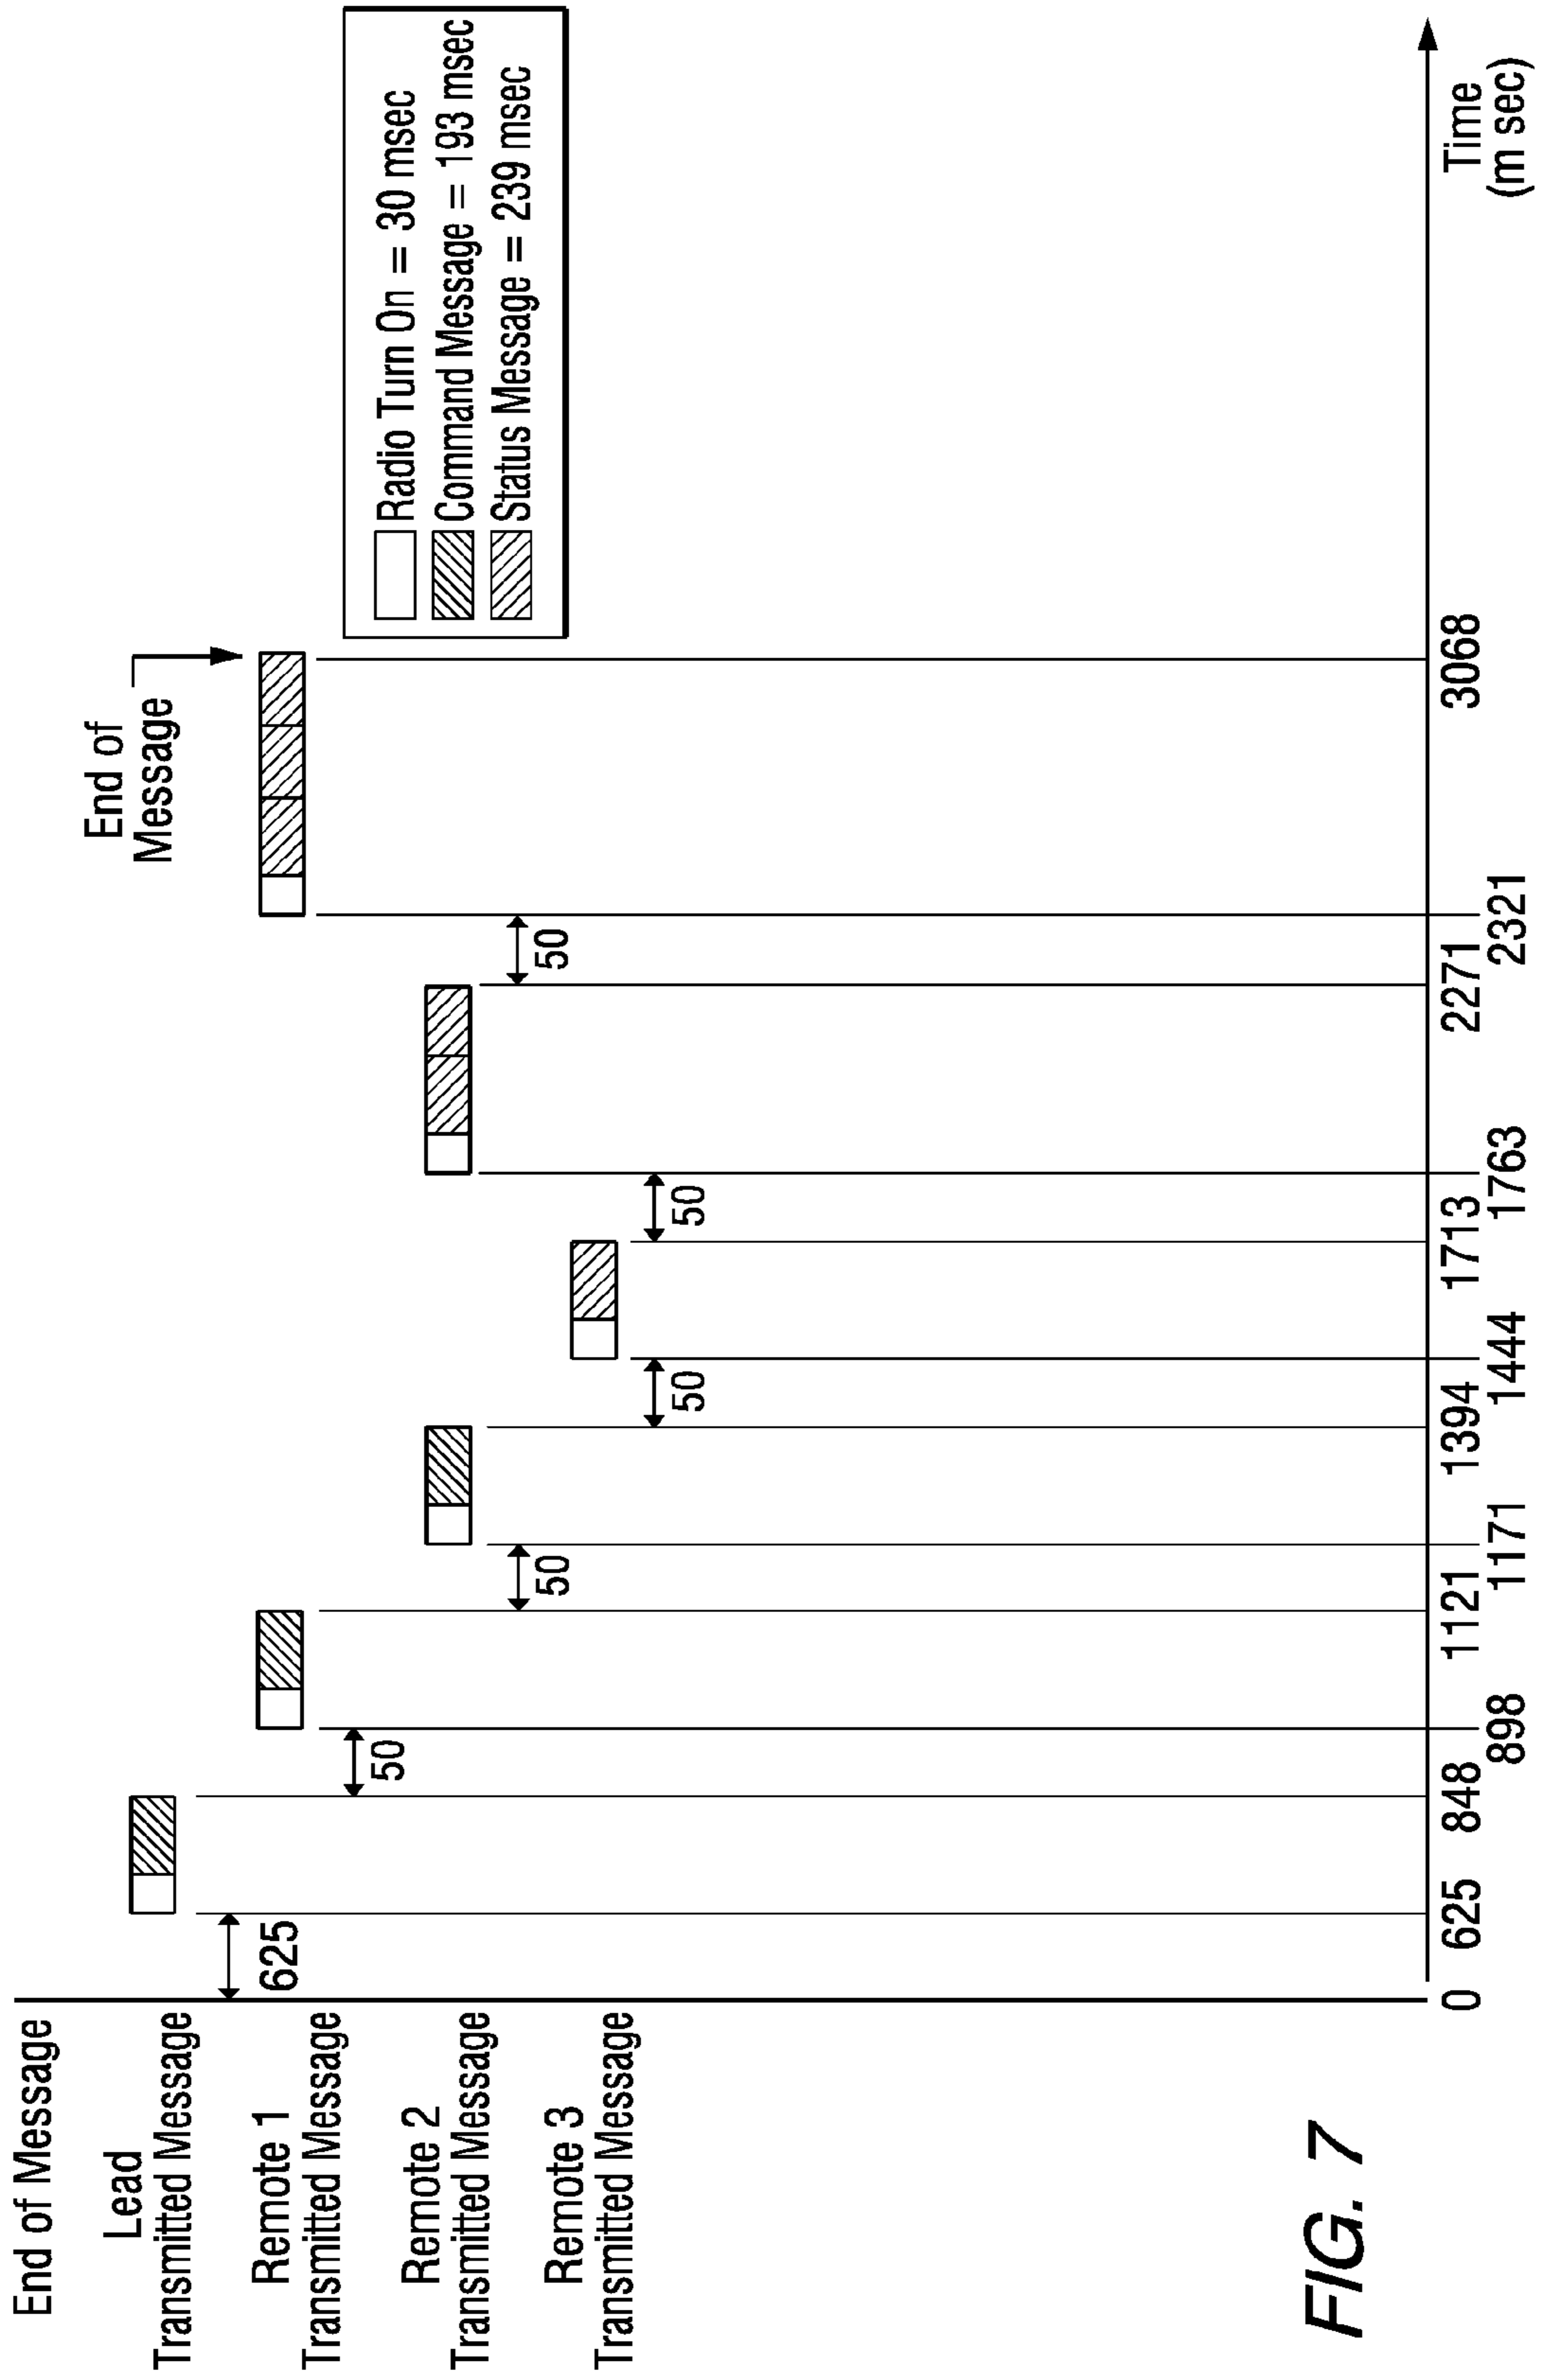 End of Message
Lead
Transmitted Message
Remote 1
Transmitted Message
Remote 2
Transmitted Message
Remote 3
Transmitted Message
625
50
50
50
50
50
End of
Message
Radio Turn On = 30 msec
Command Message = 193 msec
Status Message = 239 msec
0 625 848 1121 1394 1713 2271 3068
898 1171 1444 1763 2321
Time
(m sec)
FIG. 7